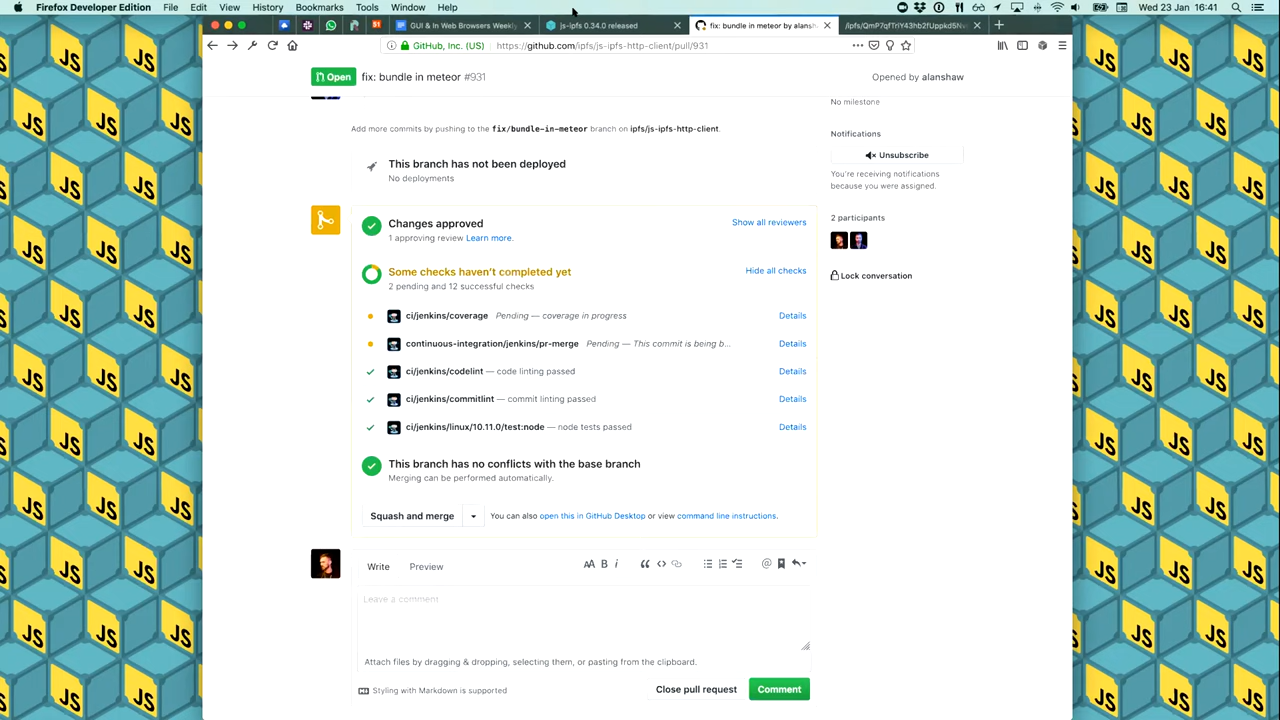 Firefox Developer Edition File Edit View History Bookmarks Tools Window Help
Wed 23 Jan 16:41
GUI & In Web Browsers Weekly
js-ipfs 0.34.0 released
fix: bundle in meteor by alansh
/ipfs/QmP7qfTriY43hb2fUppkd5Nw
GitHub, Inc. (US)
https://github.com/ipfs/js-ipfs-http-client/pull/931
Open
fix: bundle in meteor #931
Opened by alanshaw
No milestone
Add more commits by pushing to the fix/bundle-in-meteor branch on ipfs/js-ipfs-http-client.
Notifications
Unsubscribe
You're receiving notifications
because you were assigned.
This branch has not been deployed
No deployments
2 participants
Lock conversation
Changes approved
Show all reviewers
1 approving review Learn more.
Some checks haven't completed yet
Hide all checks
2 pending and 12 successful checks
ci/jenkins/coverage Pending — coverage in progress Details
continuous-integration/jenkins/pr-merge Pending — This commit is being b... Details
ci/jenkins/codelint — code linting passed Details
ci/jenkins/commitlint — commit linting passed Details
ci/jenkins/linux/10.11.0/test:node — node tests passed Details
This branch has no conflicts with the base branch
Merging can be performed automatically.
Squash and merge
You can also open this in GitHub Desktop or view command line instructions.
Write Preview
AA B i
Leave a comment
Attach files by dragging & dropping, selecting them, or pasting from the clipboard.
Styling with Markdown is supported
Close pull request
Comment
JS